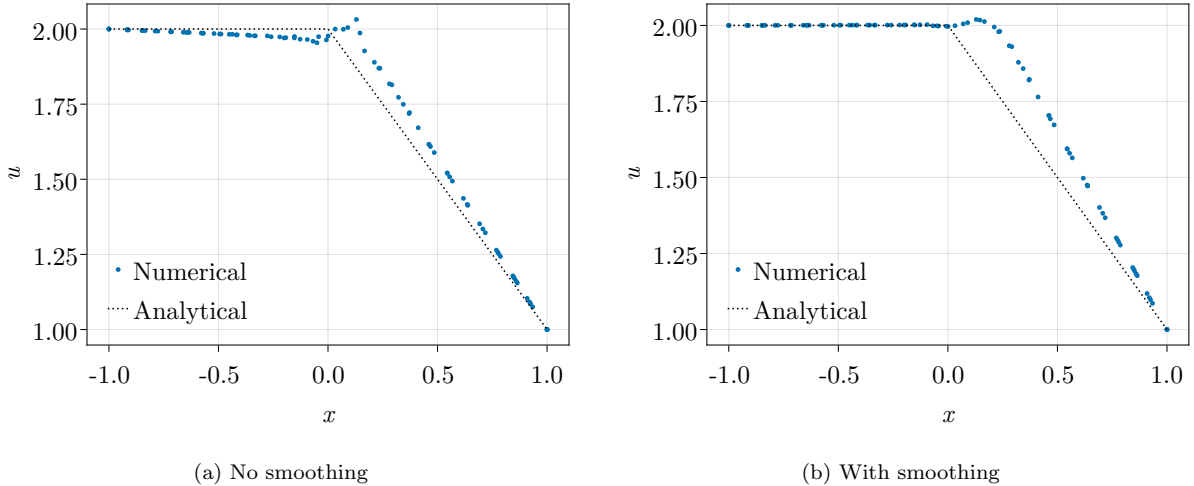 2.00
1.75
1.50
1.25
1.00
u
Numerical
Analytical
-1.0 -0.5 0.0 0.5 1.0
x
(a) No smoothing
2.00
1.75
1.50
1.25
1.00
u
Numerical
Analytical
-1.0 -0.5 0.0 0.5 1.0
x
(b) With smoothing